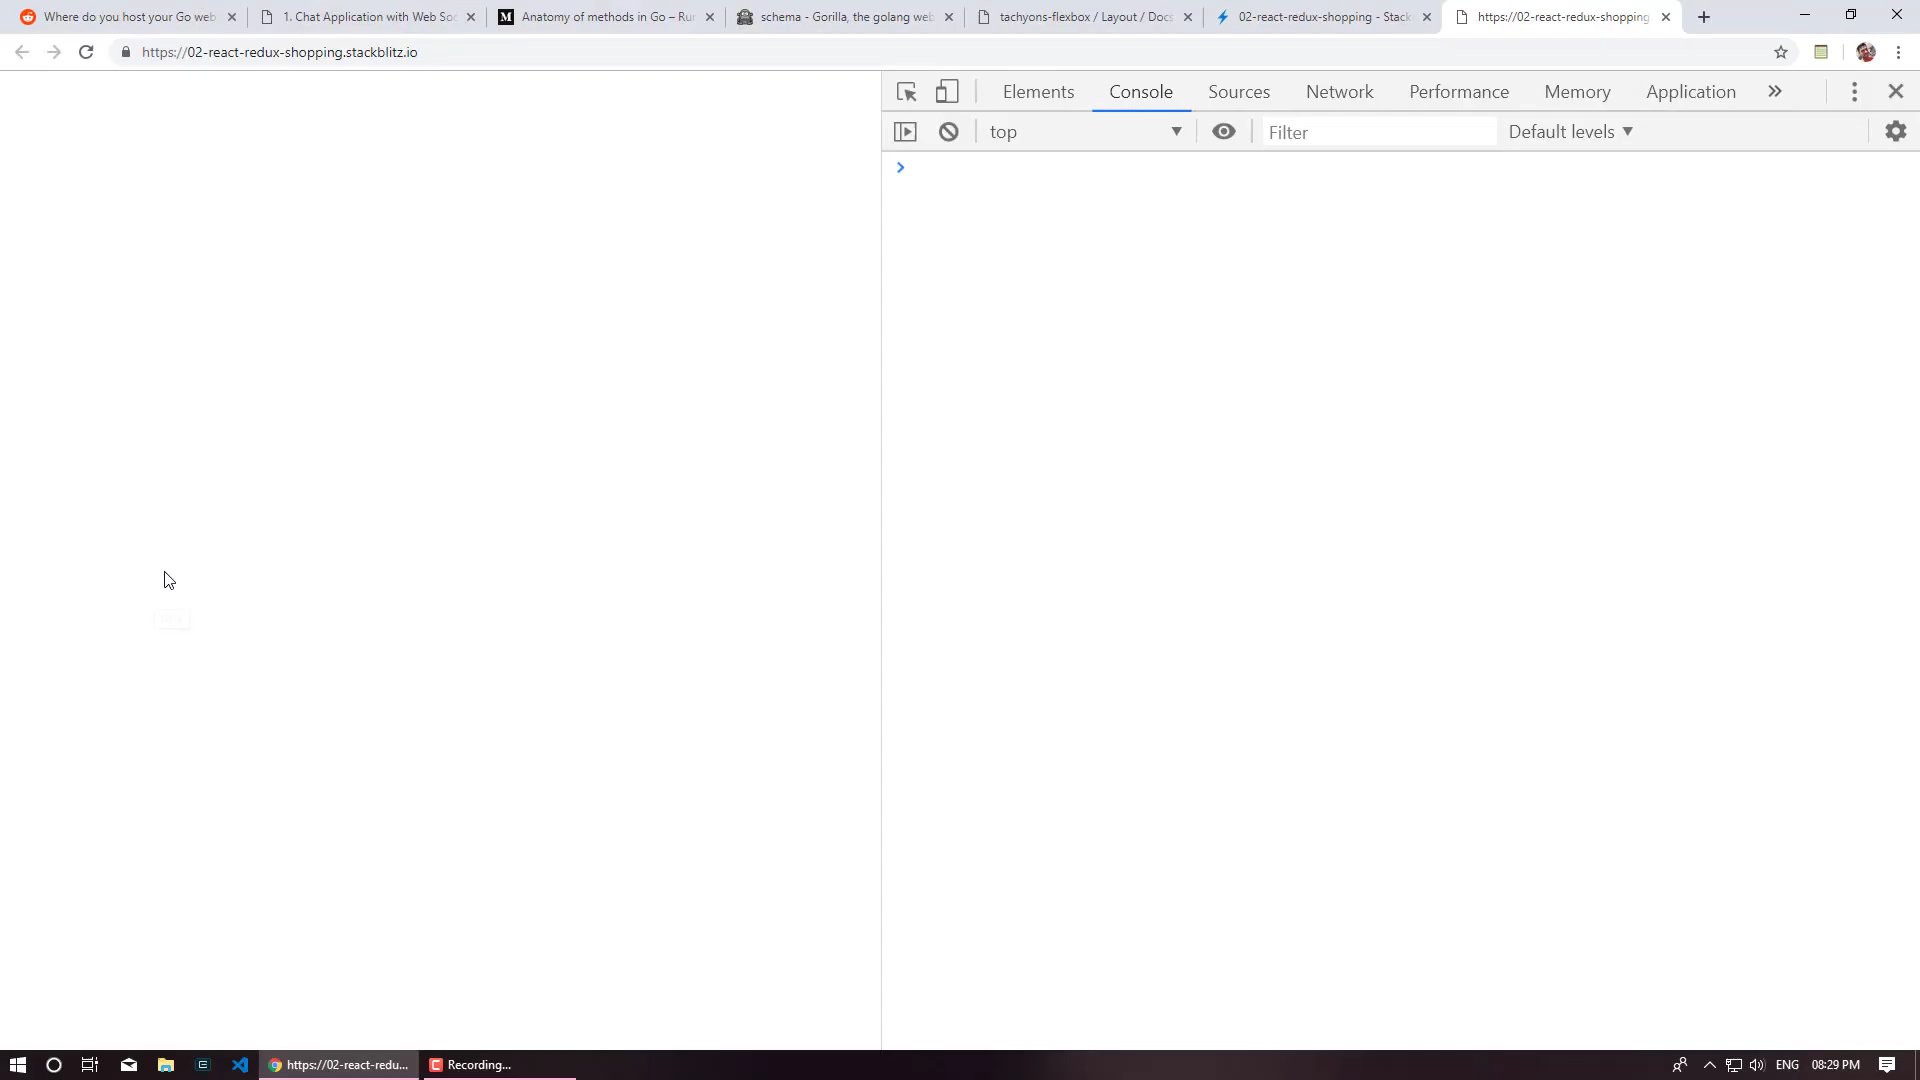 Where do you host your Go web
1. Chat Application with Web Soc
Anatomy of methods in Go – Run
schema - Gorilla, the golang web
tachyons-flexbox / Layout / Docs
02-react-redux-shopping - Stack
https://02-react-redux-shopping
https://02-react-redux-shopping.stackblitz.io
Elements
Console
Sources
Network
Performance
Memory
Application
top
Filter
Default levels
https://02-react-redu...
Recording...
ENG
08:29 PM